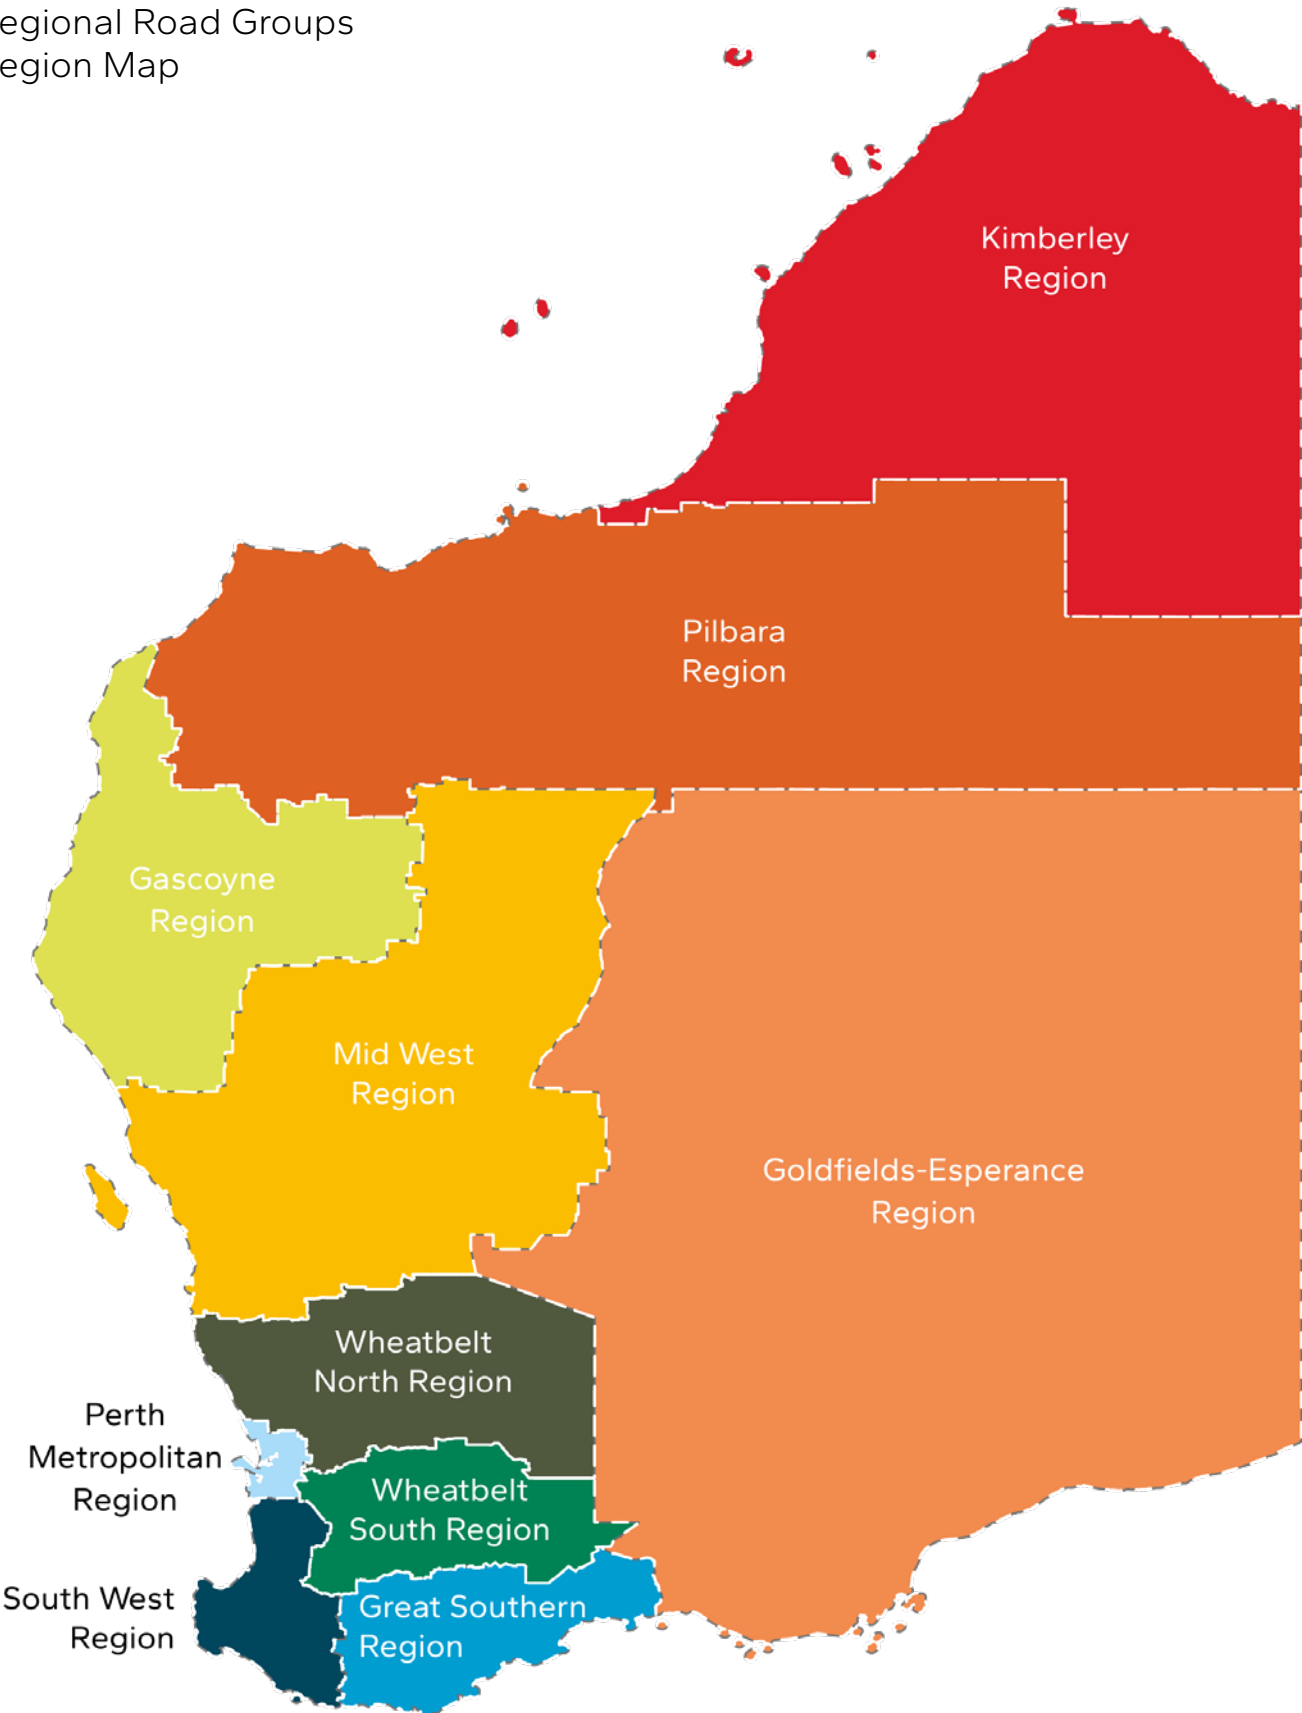 egional Road Groups
egion Map
Kimberley
Region
Pilbara
Region
Gascoyne
Region
Mid West
Region
Goldfields-Esperance
Region
Wheatbelt
North Region
Perth
Metropolitan
Region
Wheatbelt
South Region
South West
Region
Great Southern
Region